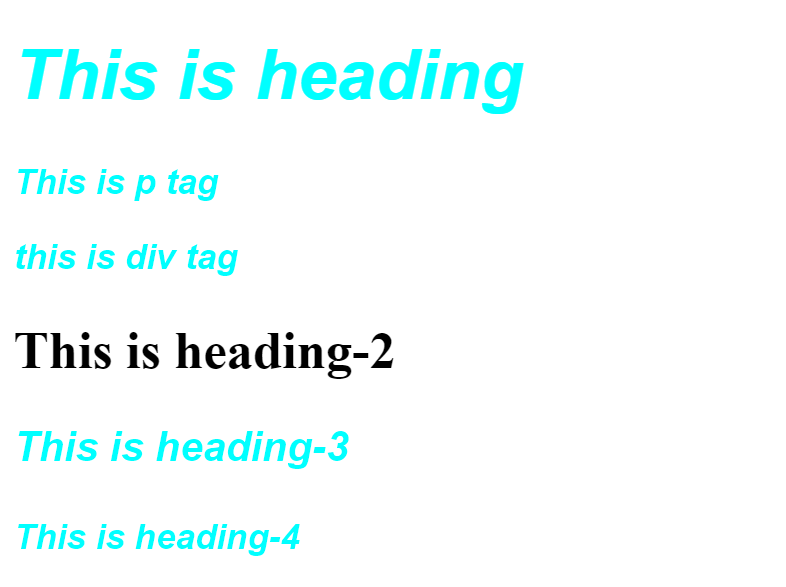 This is heading
This is p tag
this is div tag
This is heading-2
This is heading-3
This is heading-4